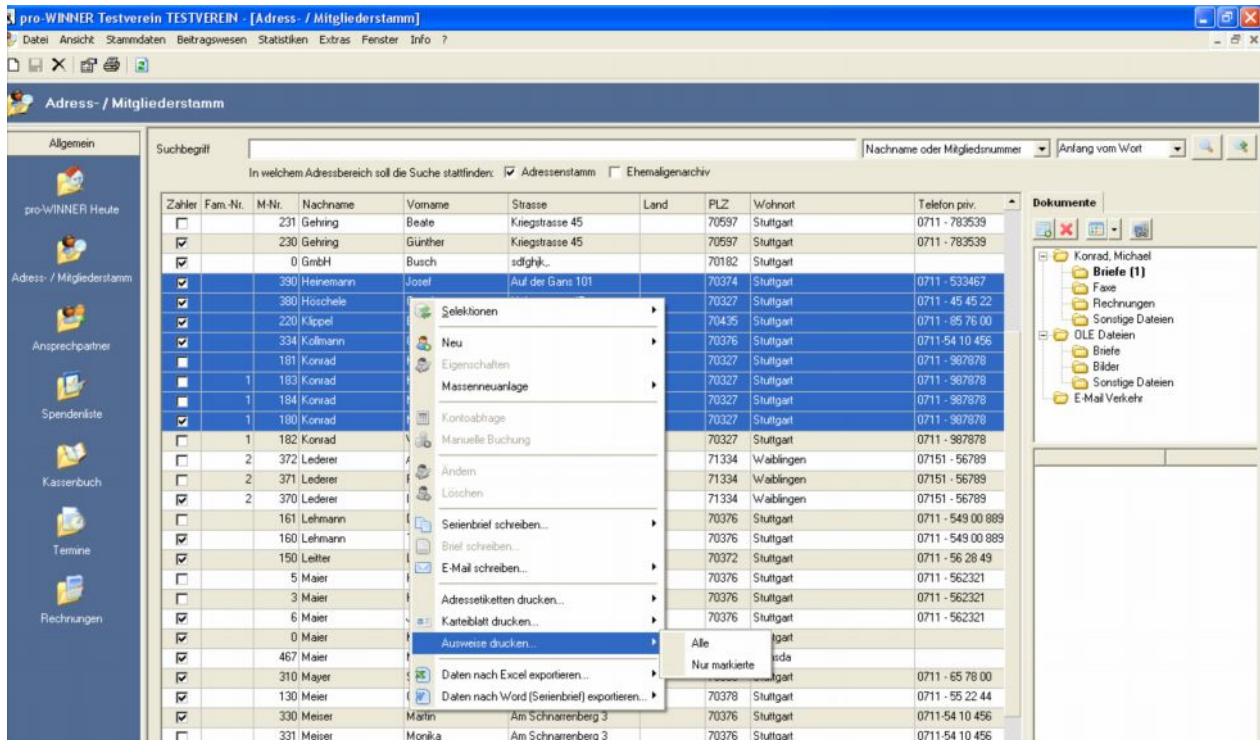 pro-WINNER Testverein TESTVEREIN - [Adress- / Mitgliederstamm]
Datei Ansicht Stammdaten Beitragswesen Statistiken Extras Fenster Info ?
Adress- / Mitgliederstamm
Allgemein
pro-WINNER Heute
Adress- / Mitgliederstamm
Ansprechpartner
Spendenliste
Kassenbuch
Termine
Rechnungen
Suchbegriff
Nachname oder Mitgliedsnummer Anfang vom Wort
In welchem Adressbereich soll die Suche stattfinden: Adressenstamm Ehemaligenarchiv
Zahler Fam.-Nr. M-Nr. Nachname Vorname Strasse Land PLZ Wohnort Telefon priv.
231 Gehring Beate Kriegstrasse 45 70597 Stuttgart 0711 - 783539
230 Gehring Günther Kriegstrasse 45 70597 Stuttgart 0711 - 783539
0 GmbH Busch 70182 Stuttgart
390 Heinemann Josef Auf der Gans 101 70374 Stuttgart 0711 - 533467
380 Höschele 70327 Stuttgart 0711 - 45 45 22
220 Klippel 70435 Stuttgart 0711 - 85 76 00
334 Kollmann 70376 Stuttgart 0711-54 10 456
181 Konrad 70327 Stuttgart 0711 - 987878
1 183 Konrad 70327 Stuttgart 0711 - 987878
1 184 Konrad 70327 Stuttgart 0711 - 987878
1 180 Konrad 70327 Stuttgart 0711 - 987878
1 182 Konrad 70327 Stuttgart 0711 - 987878
2 372 Lederer 71334 Waiblingen 07151 - 56789
2 371 Lederer 71334 Waiblingen 07151 - 56789
2 370 Lederer 71334 Waiblingen 07151 - 56789
161 Lehmann 70376 Stuttgart 0711 - 549 00 889
160 Lehmann 70376 Stuttgart 0711 - 549 00 889
150 Leitter 70372 Stuttgart 0711 - 56 28 49
5 Maier 70376 Stuttgart 0711 - 562321
3 Maier 70376 Stuttgart 0711 - 562321
6 Maier 70376 Stuttgart 0711 - 562321
0 Maier
467 Maier
310 Mayer 0711 - 65 78 00
130 Meier 70378 Stuttgart 0711 - 55 22 44
330 Meiser Martin Am Schnarrenberg 3 70376 Stuttgart 0711-54 10 456
331 Meiser Monika Am Schnarrenberg 3 70376 Stuttgart 0711-54 10 456
Selektionen
Neu
Eigenschaften
Massenneuanlage
Kontoabfrage
Manuelle Buchung
Ändern
Löschen
Serienbrief schreiben...
Brief schreiben...
E-Mail schreiben...
Adressetiketten drucken...
Karteiblatt drucken...
Ausweise drucken...
Daten nach Excel exportieren...
Daten nach Word (Serienbrief) exportieren...
Alle
Nur markierte
Dokumente
Konrad, Michael
Briefe (1)
Faxe
Rechnungen
Sonstige Dateien
OLE Dateien
Briefe
Bilder
Sonstige Dateien
E-Mail Verkehr